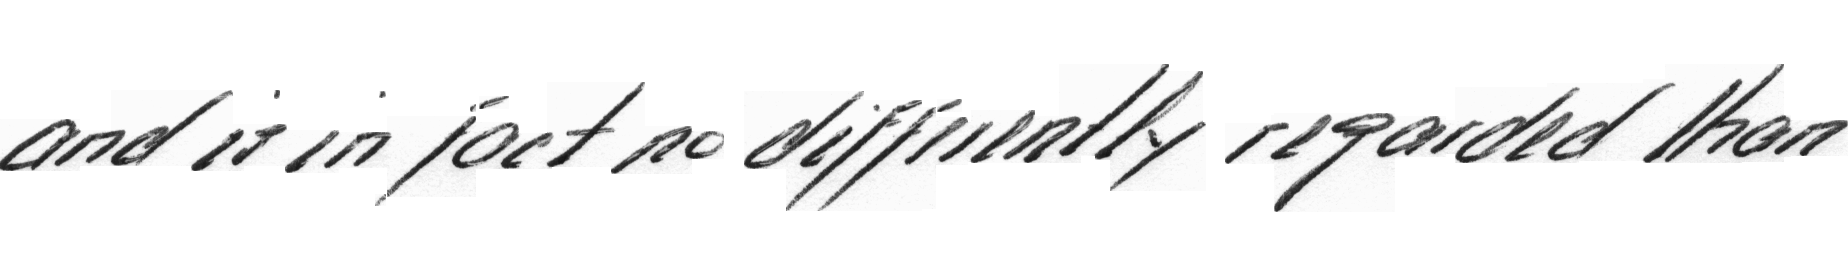 and is in fact no differently regarded than